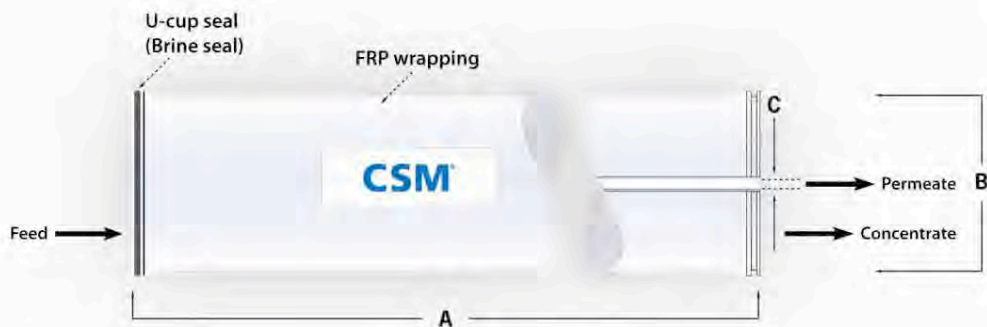 U-cup seal
(Brine seal)
FRP wrapping
C
CSM
Permeate
B
Feed
Concentrate
A